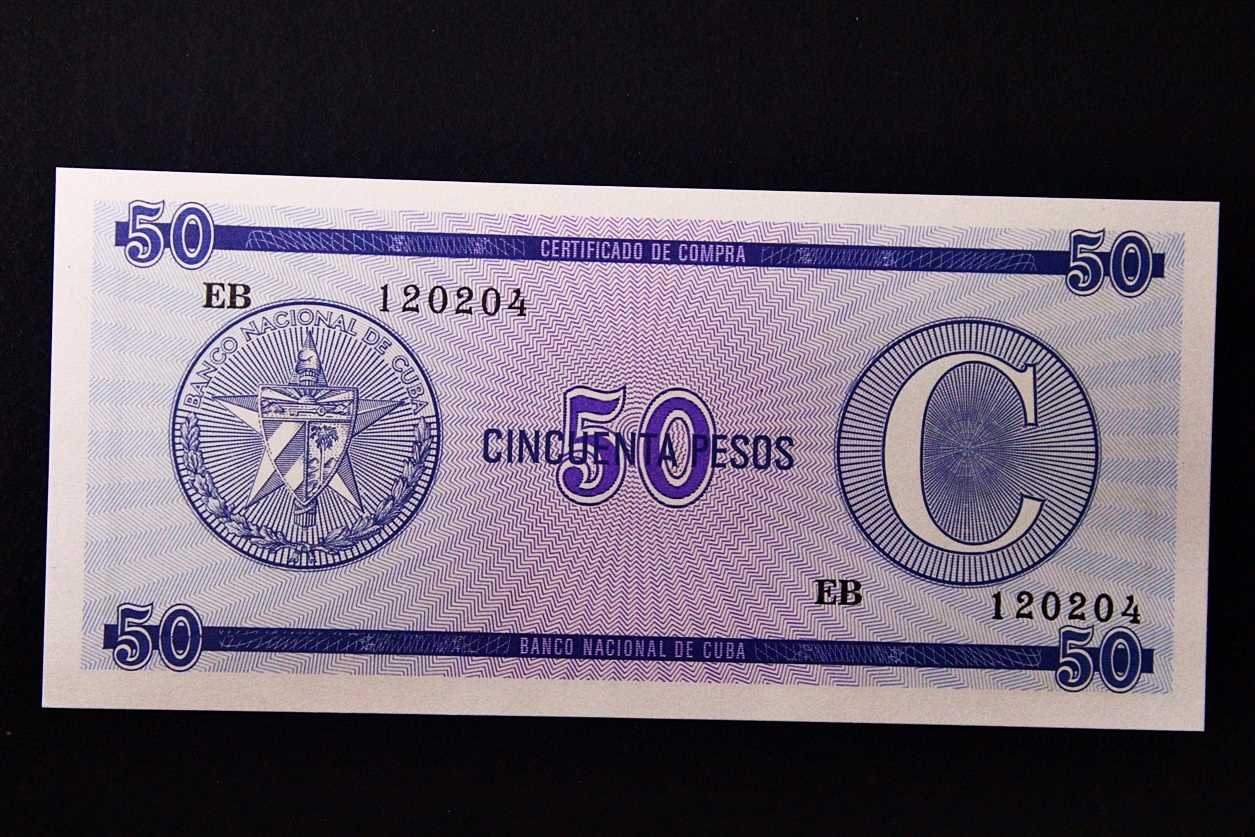 50 CERTIFICADO DE COMPRA 50
EB 120204
BANCO NACIONAL DE CUBA
50
CINCUENTA PESOS
C
EB 120204
50 BANCO NACIONAL DE CUBA 50